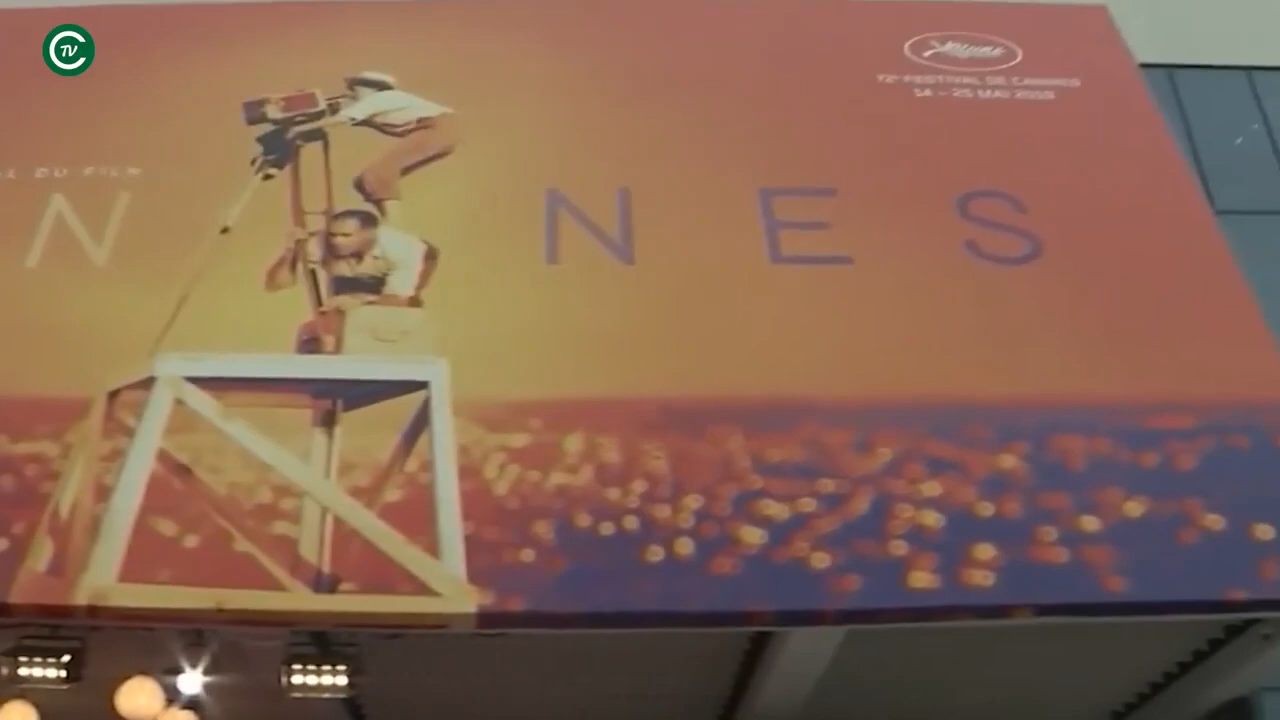 C TV
72e FESTIVAL DE CANNES
14 – 25 MAI 2019
DU FILM
N NES